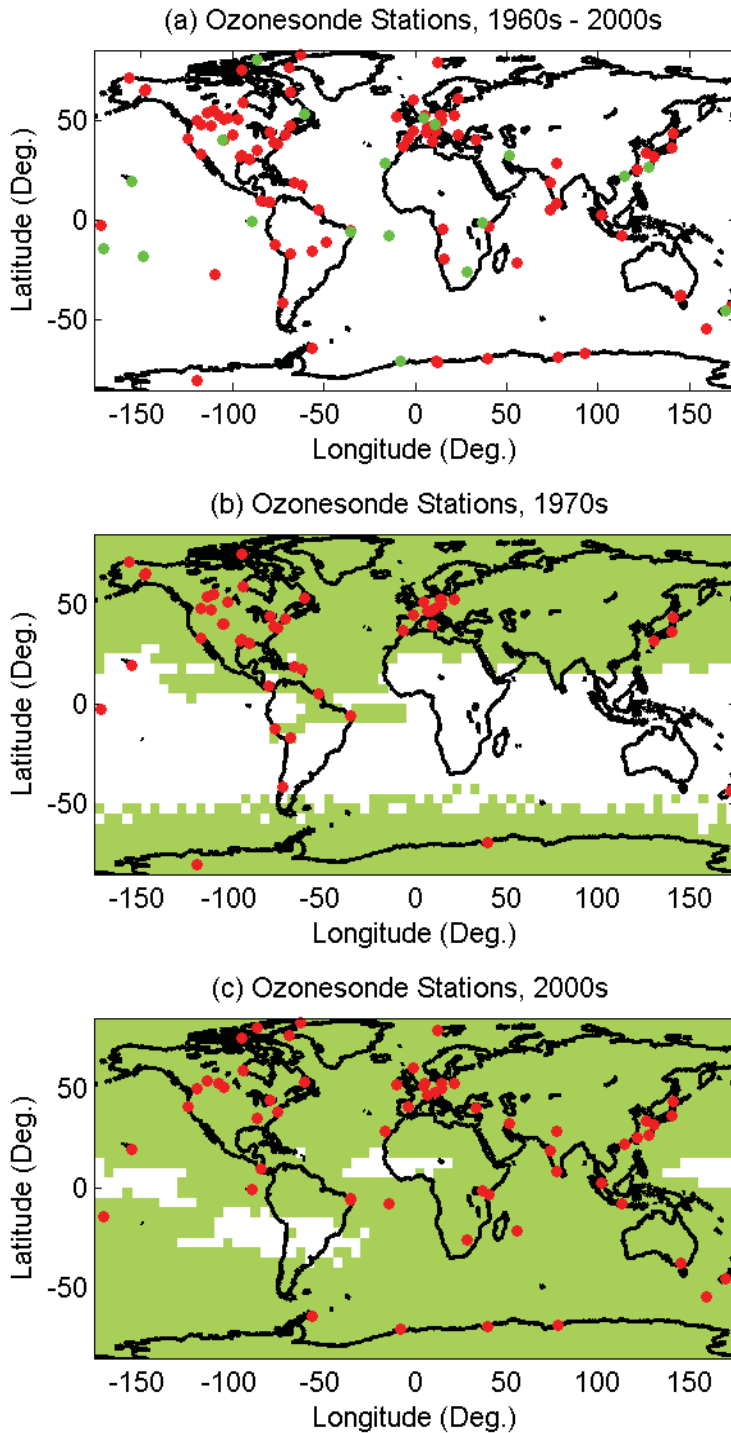 (a) Ozonesonde Stations, 1960s - 2000s
Latitude (Deg.)
50
0
-50
-150 -100 -50 0 50 100 150
Longitude (Deg.)
(b) Ozonesonde Stations, 1970s
Latitude (Deg.)
50
0
-50
-150 -100 -50 0 50 100 150
Longitude (Deg.)
(c) Ozonesonde Stations, 2000s
Latitude (Deg.)
50
0
-50
-150 -100 -50 0 50 100 150
Longitude (Deg.)